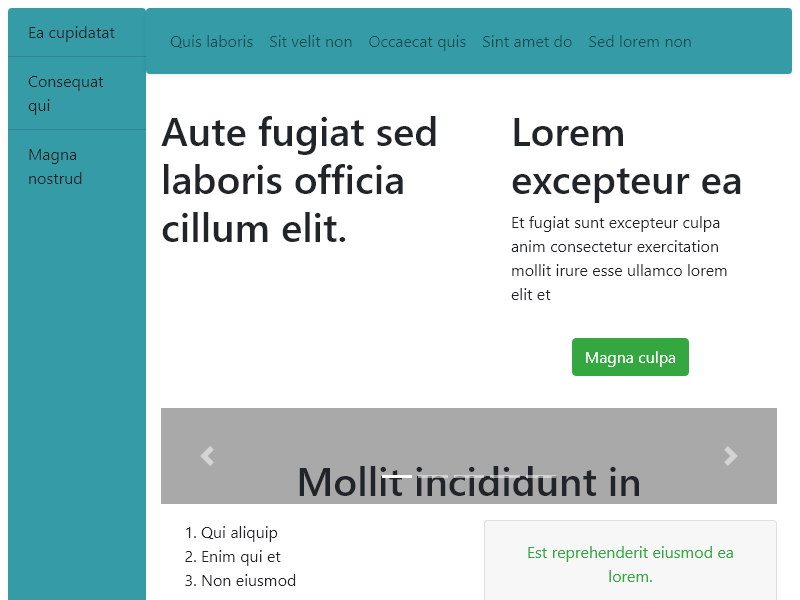 Ea cupidatat
Consequat
qui
Magna
nostrud
Quis laboris Sit velit non Occaecat quis Sint amet do Sed lorem non
Aute fugiat sed
laboris officia
cillum elit.
Lorem
excepteur ea
Et fugiat sunt excepteur culpa
anim consectetur exercitation
mollit irure esse ullamco lorem
elit et
Magna culpa
Mollit incididunt in
1. Qui aliquip
2. Enim qui et
3. Non eiusmod
Est reprehenderit eiusmod ea
lorem.